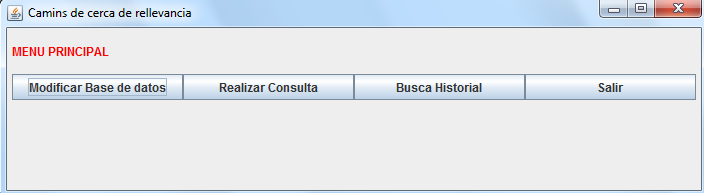 Camins de cerca de rellevancia
MENU PRINCIPAL
Modificar Base de datos Realizar Consulta Busca Historial Salir